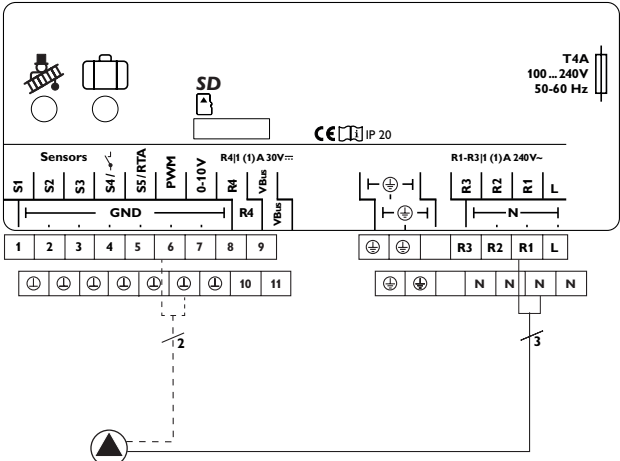 T4A
100 ... 240V
50-60 Hz
SD
CE IP 20
Sensors
R4|1 (1) A 30V⎓
R1-R3|1 (1) A 240V~
S1 S2 S3 S4/ S5/RTA PWM 0-10V R4 VBus
R3 R2 R1 L
GND R4 VBus
N
1 2 3 4 5 6 7 8 9
R3 R2 R1 L
10 11
N N N N
2
3